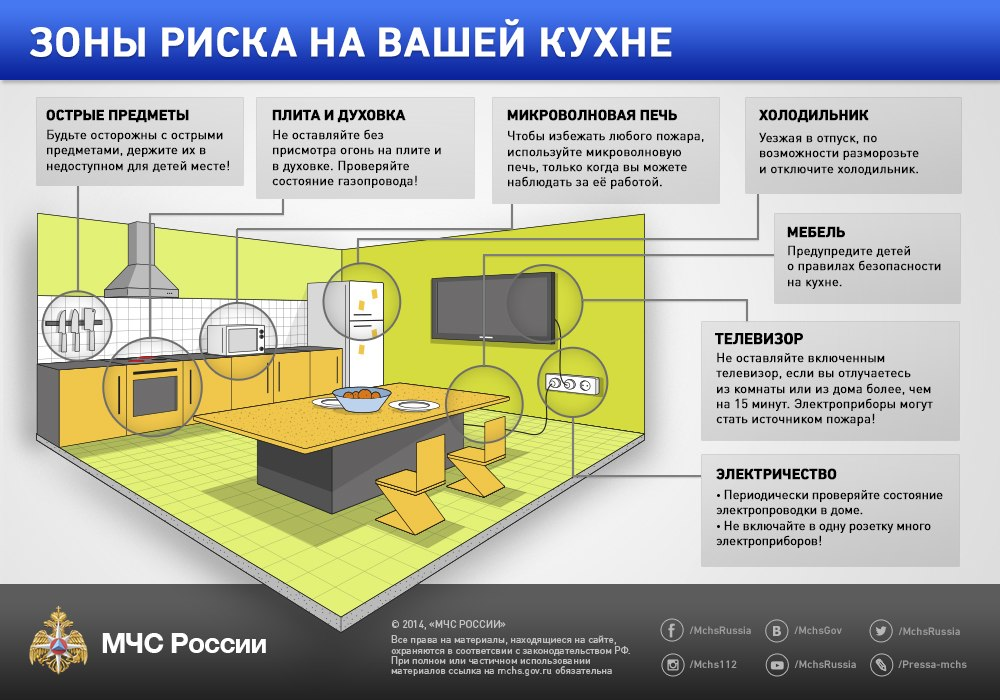 ЗОНЫ РИСКА НА ВАШЕЙ КУХНЕ
ОСТРЫЕ ПРЕДМЕТЫ
Будьте осторожны с острыми
предметами, держите их в
недоступном для детей месте!
ПЛИТА И ДУХОВКА
Не оставляйте без
присмотра огонь на плите и
в духовке. Проверяйте
состояние газопровода!
МИКРОВОЛНОВАЯ ПЕЧЬ
Чтобы избежать любого пожара,
используйте микроволновую
печь, только когда вы можете
наблюдать за её работой.
ХОЛОДИЛЬНИК
Уезжая в отпуск, по
возможности разморозьте
и отключите холодильник.
МЕБЕЛЬ
Предупредите детей
о правилах безопасности
на кухне.
ТЕЛЕВИЗОР
Не оставляйте включенным
телевизор, если вы отлучаетесь
из комнаты или из дома более, чем
на 15 минут. Электроприборы могут
стать источником пожара!
ЭЛЕКТРИЧЕСТВО
• Периодически проверяйте состояние
электропроводки в доме.
• Не включайте в одну розетку много
электроприборов!
МЧС России
© 2014, «МЧС РОССИИ»
Все права на материалы, находящиеся на сайте,
охраняются в соответсвии с законодательством РФ.
При полном или частичном использовании
материалов ссылка на mchs.gov.ru обязательна
/MchsRussia
/MchsGov
/MchsRussia
/Mchs112
/MchsRussia
/Pressa-mchs